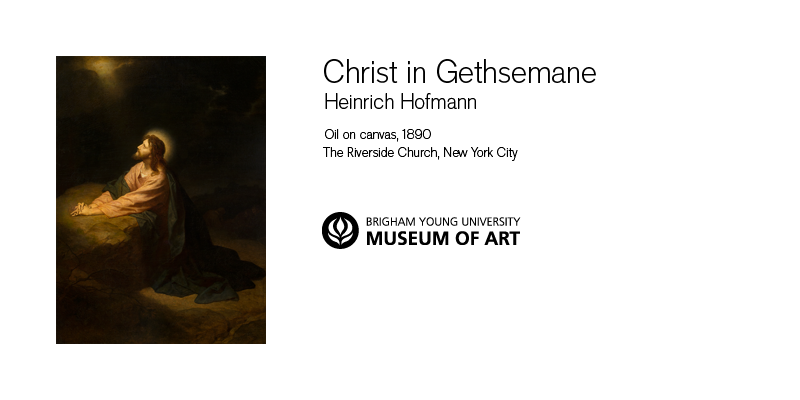 Christ in Gethsemane
Heinrich Hofmann
Oil on canvas, 1890
The Riverside Church, New York City
BRIGHAM YOUNG UNIVERSITY
MUSEUM OF ART